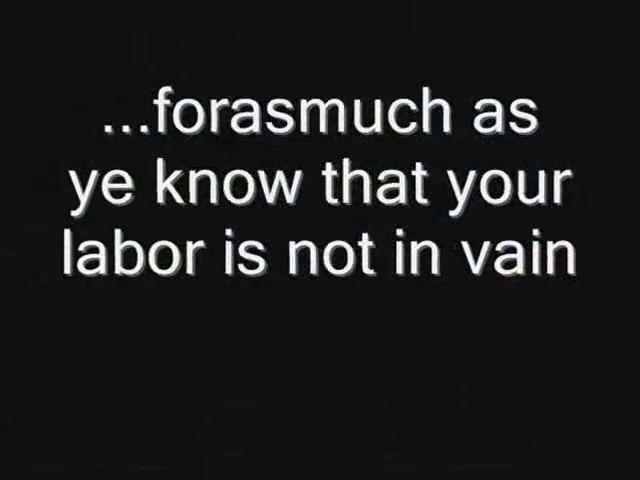 ...forasmuch as
ye know that your
labor is not in vain